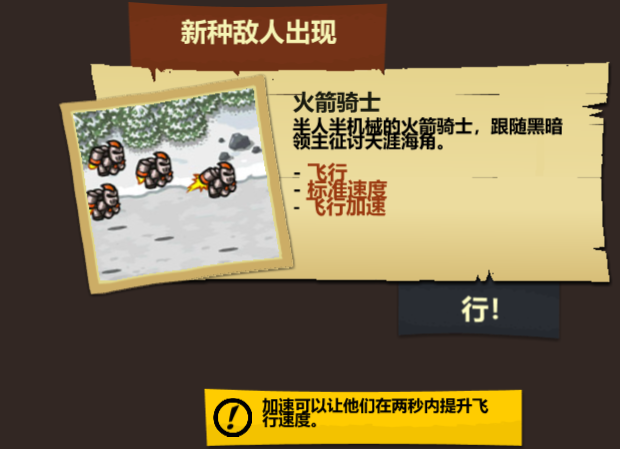 新种敌人出现
火箭骑士
半人半机械的火箭骑士，跟随黑暗
领主征讨天涯海角。
- 飞行
- 标准速度
- 飞行加速
行！
加速可以让他们在两秒内提升飞
行速度。